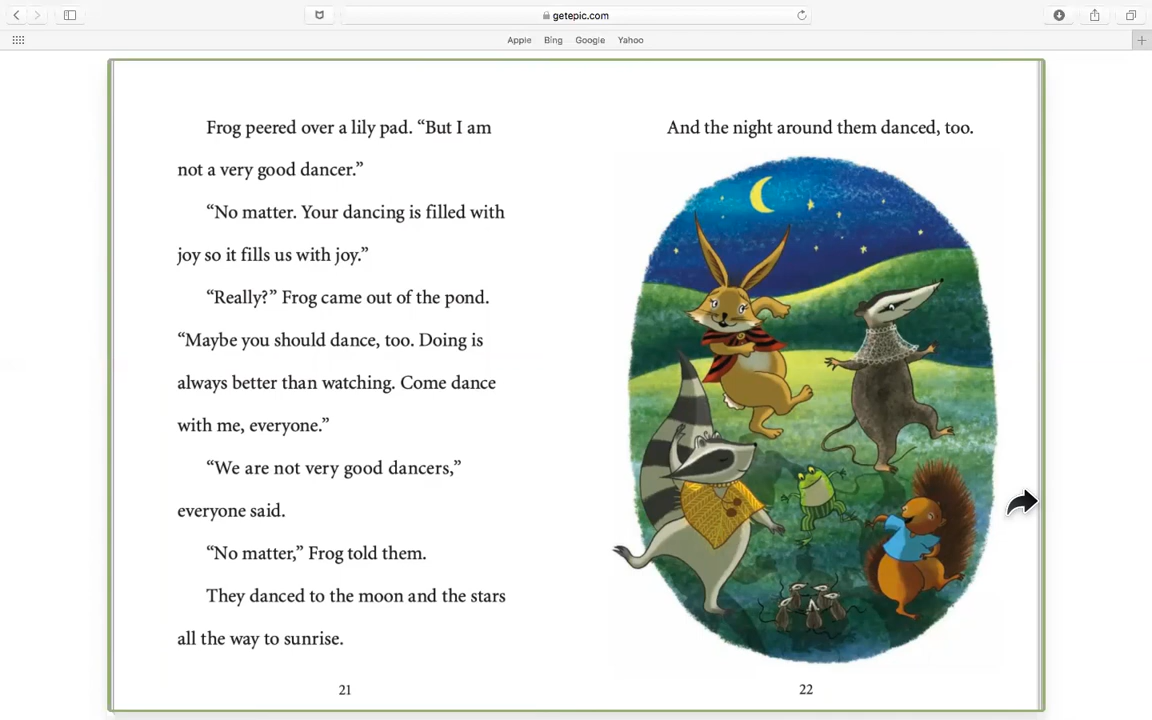 getepic.com
Apple Bing Google Yahoo
Frog peered over a lily pad. “But I am
not a very good dancer.”
“No matter. Your dancing is filled with
joy so it fills us with joy.”
“Really?” Frog came out of the pond.
“Maybe you should dance, too. Doing is
always better than watching. Come dance
with me, everyone.”
“We are not very good dancers,”
everyone said.
“No matter,” Frog told them.
They danced to the moon and the stars
all the way to sunrise.
21
And the night around them danced, too.
22